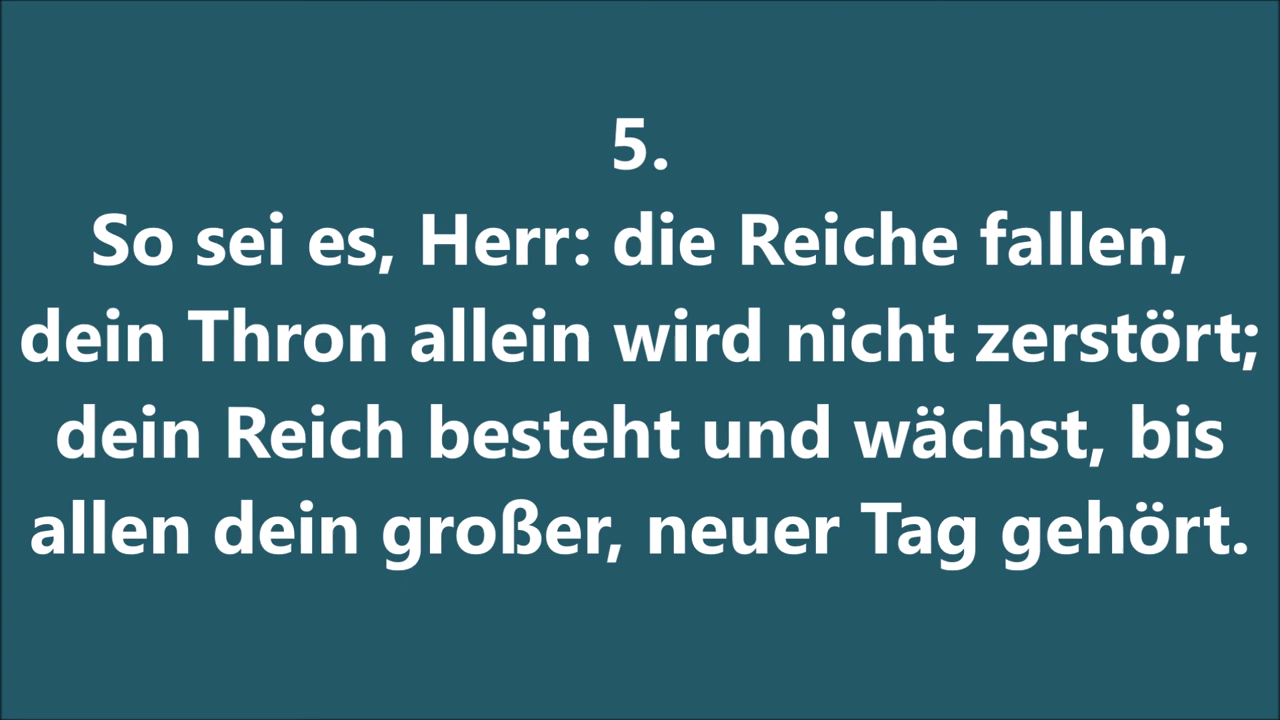 5.
So sei es, Herr: die Reiche fallen,
dein Thron allein wird nicht zerstört;
dein Reich besteht und wächst, bis
allen dein großer, neuer Tag gehört.